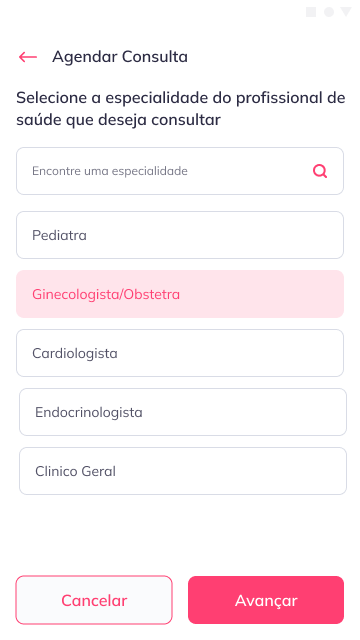 Agendar Consulta
Selecione a especialidade do profissional de
saúde que deseja consultar
Encontre uma especialidade
Pediatra
Ginecologista/Obstetra
Cardiologista
Endocrinologista
Clinico Geral
Cancelar
Avançar